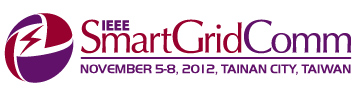 IEEE
SmartGridComm
NOVEMBER 5-8, 2012, TAINAN CITY, TAIWAN